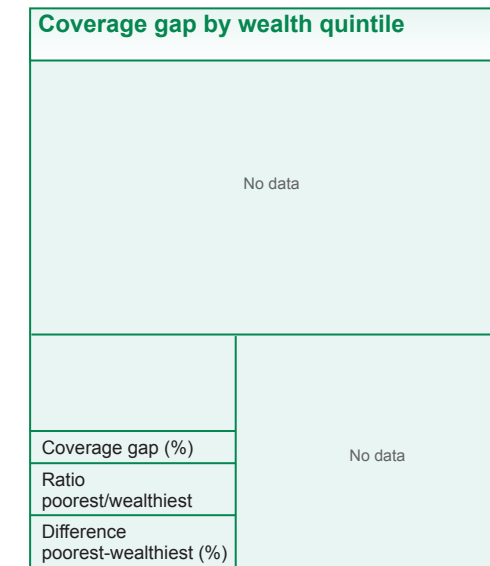 Coverage gap by wealth quintile
No data
Coverage gap (%)
No data
Ratio
poorest/wealthiest
Difference
poorest-wealthiest (%)